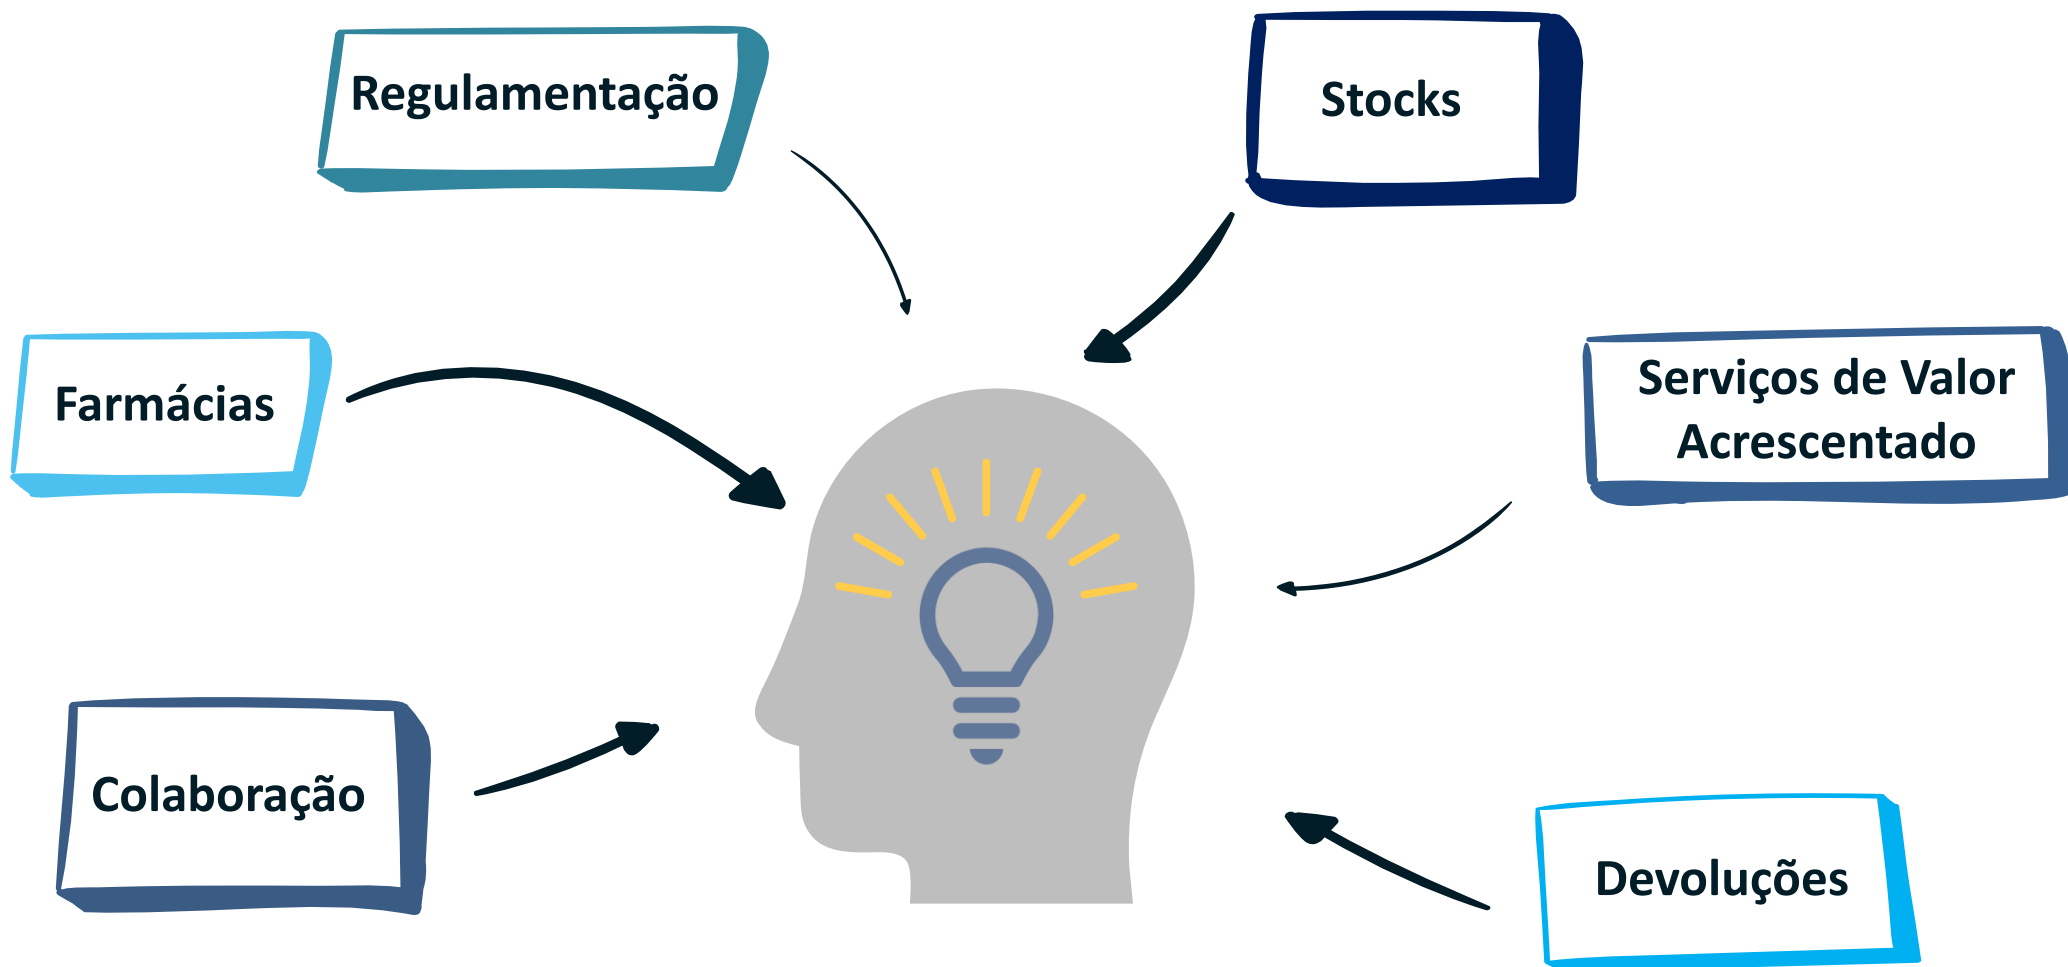 Regulamentação
Stocks
Farmácias
Serviços de Valor
Acrescentado
Colaboração
Devoluções